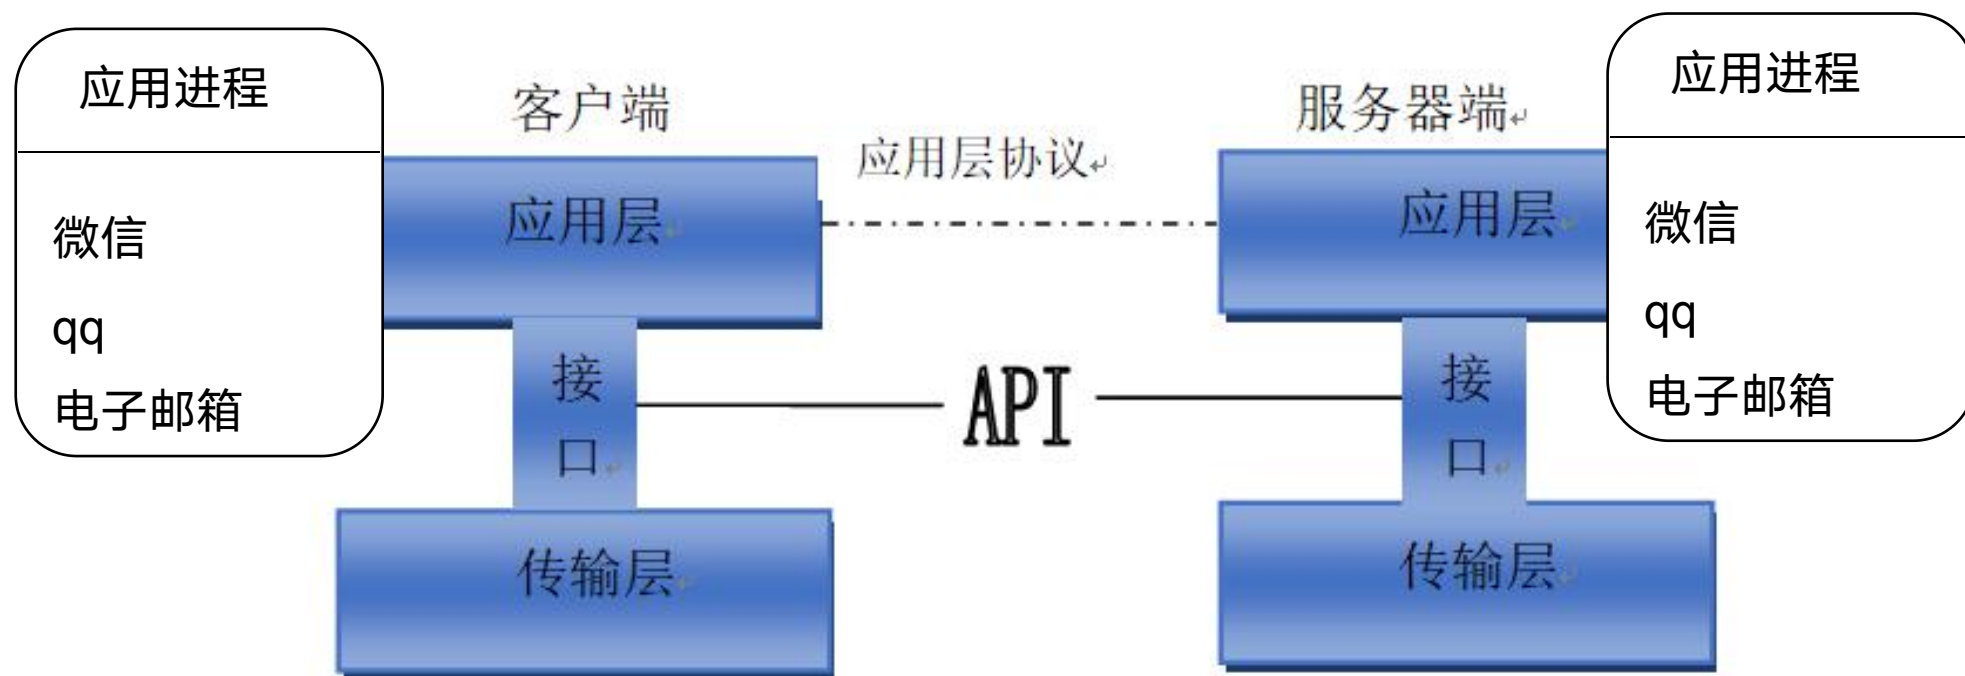 应用进程
微信
qq
电子邮箱
客户端
应用层
接
口
传输层
应用层协议
API
服务器端
应用层
接
口
传输层
应用进程
微信
qq
电子邮箱